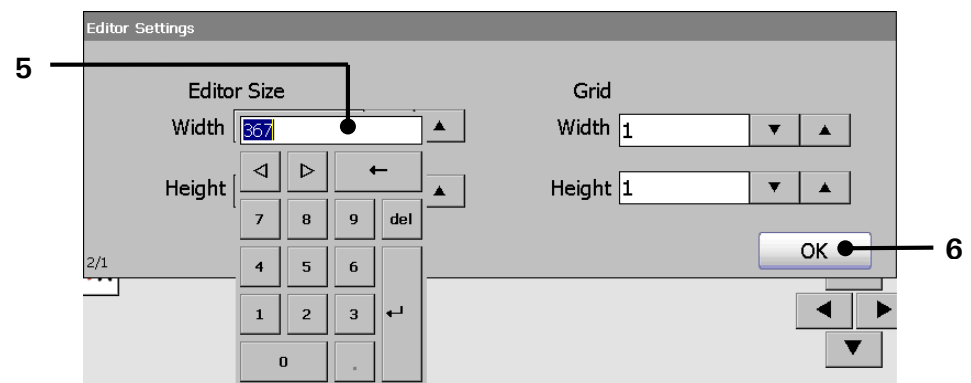 Editor Settings
5
Editor Size
Grid
Width 367
Width 1
Height
Height 1
7 8 9 del
4 5 6
1 2 3
0 .
OK
6
2/1